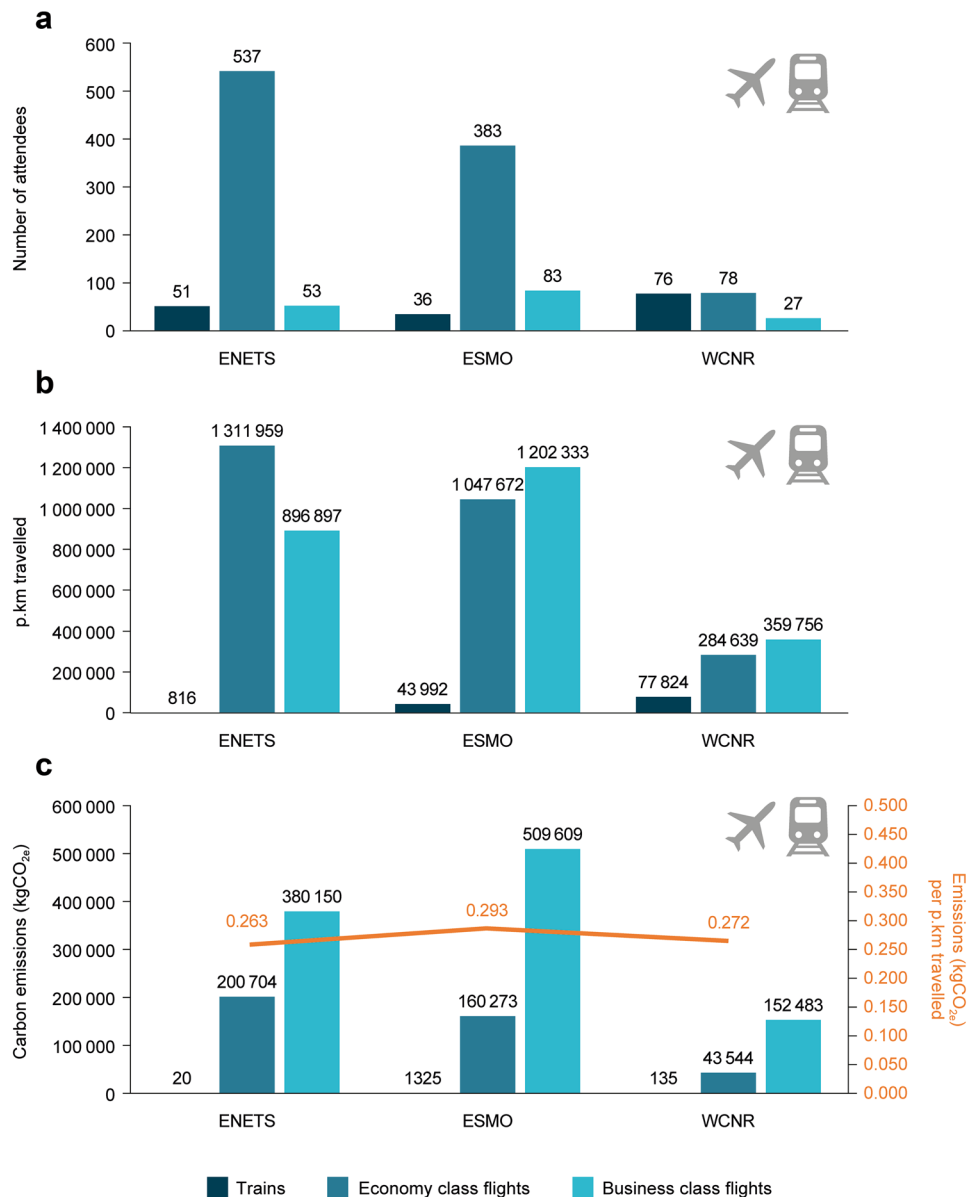 a
Number of attendees
600
500
400
300
200
100
0
537
383
51
53
36
83
76
78
27
ENETS
ESMO
WCNR
b
p.km travelled
1 400 000
1200 000
1000 000
800 000
600 000
400 000
200 000
0
1 311 959
896 897
816
1 047 672
1 202 333
43 992
77 824
284 639
359 756
ENETS
ESMO
WCNR
c
Carbon emissions (kgCO2e)
600 000
500 000
400 000
300 000
200 000
100 000
0
509 609
380 150
0.263
0.293
0.272
200 704
160 273
152 483
43 544
20
1325
135
0.500
0.450
0.400
0.350
0.300
0.250
0.200
0.150
0.100
0.050
0.000
Emissions (kgCO2e)
per p.km travelled
ENETS
ESMO
WCNR
Trains
Economy class flights
Business class flights